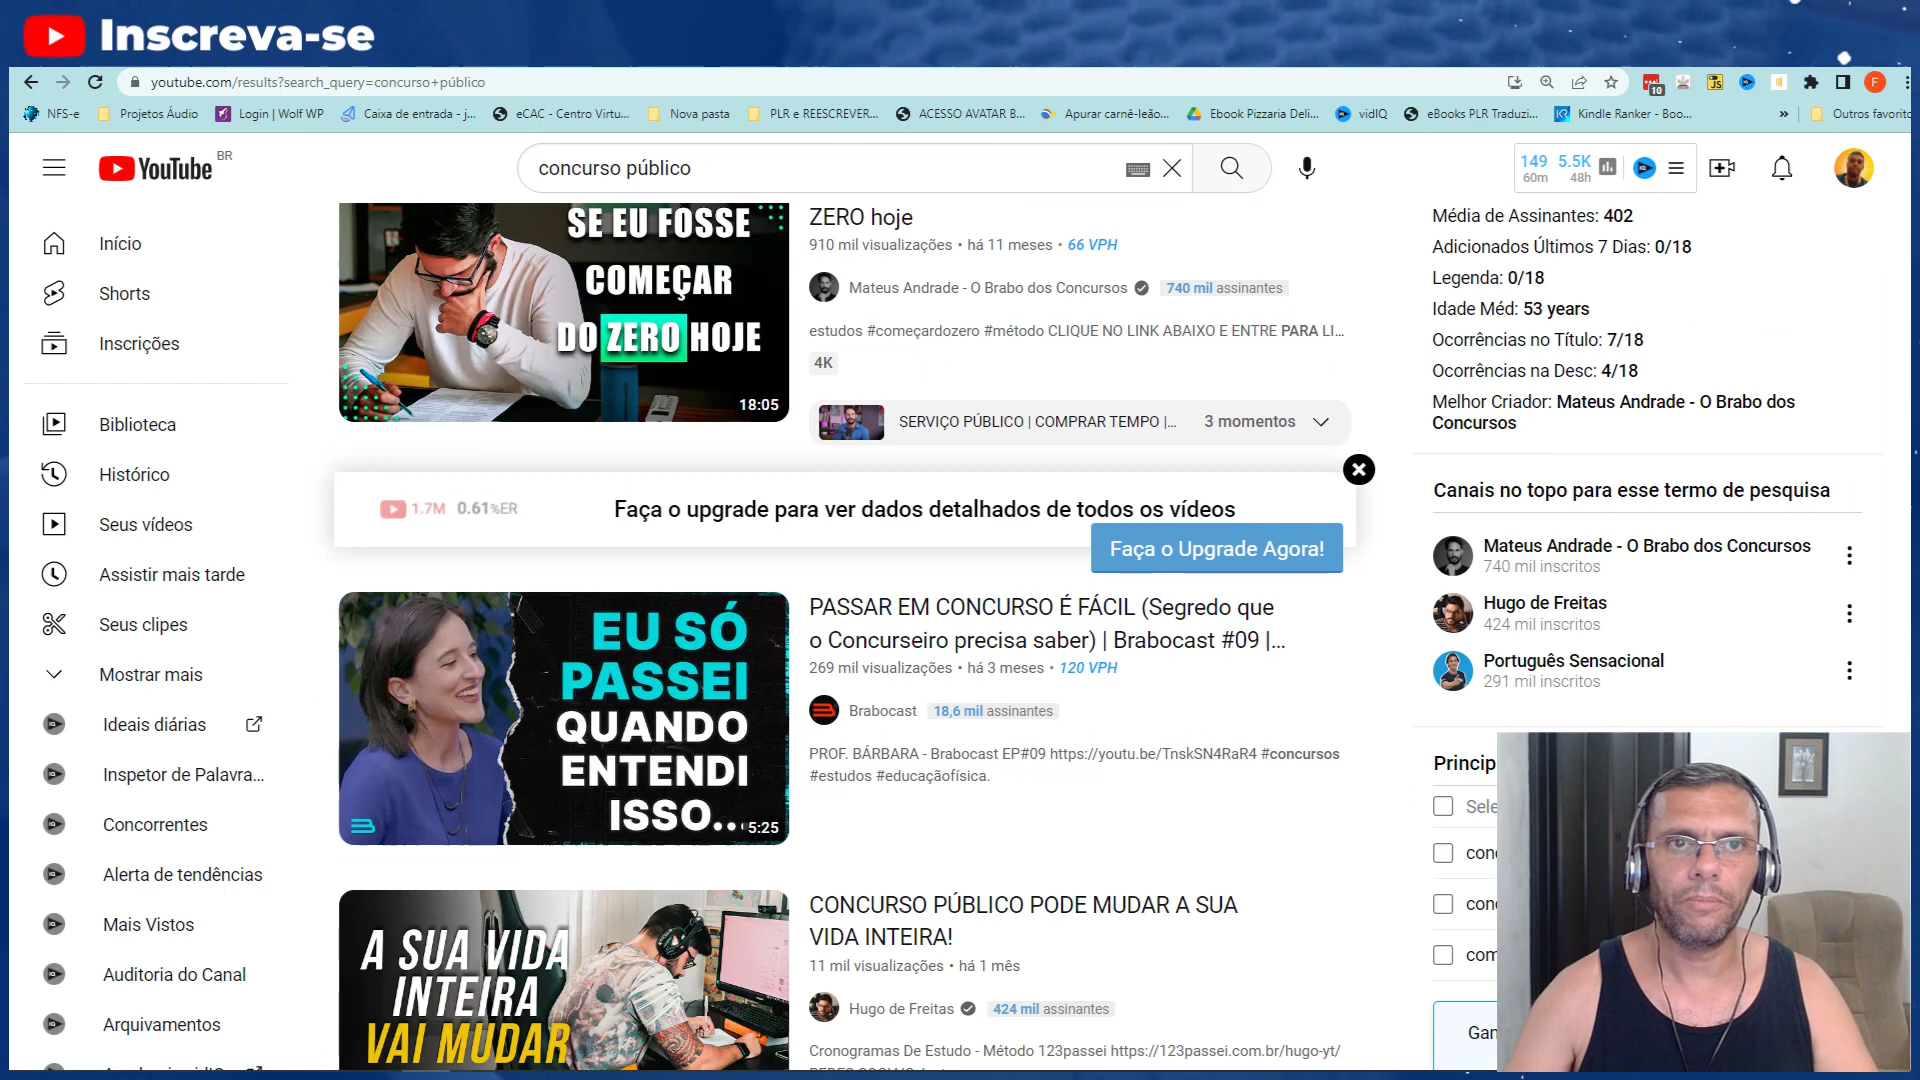 Inscreva-se
youtube.com/results?search_query=concurso+público
10
F
NFS-e
Projetos Áudio
Login | Wolf WP
Caixa de entrada - j...
eCAC - Centro Virtu...
Nova pasta
PLR e REESCREVER...
ACESSO AVATAR B...
Apurar carnê-leão...
Ebook Pizzaria Deli...
vidIQ
eBooks PLR Traduzi...
Kindle Ranker - Boo...
»
Outros favorito
YouTube
BR
concurso público
149 5.5K
60m 48h
Início
Shorts
Inscrições
Biblioteca
Histórico
Seus vídeos
Assistir mais tarde
Seus clipes
Mostrar mais
Ideais diárias
Inspetor de Palavra...
Concorrentes
Alerta de tendências
Mais Vistos
Auditoria do Canal
Arquivamentos
SE EU FOSSE
COMEÇAR
DO ZERO HOJE
18:05
ZERO hoje
910 mil visualizações • há 11 meses • 66 VPH
Mateus Andrade - O Brabo dos Concursos 740 mil assinantes
estudos #começardozero #método CLIQUE NO LINK ABAIXO E ENTRE PARA LI...
4K
SERVIÇO PÚBLICO | COMPRAR TEMPO |...
3 momentos
1.7M 0.61%ER
Faça o upgrade para ver dados detalhados de todos os vídeos
Faça o Upgrade Agora!
EU SÓ
PASSEI
QUANDO
ENTENDI
ISSO...
5:25
PASSAR EM CONCURSO É FÁCIL (Segredo que
o Concurseiro precisa saber) | Brabocast #09 |...
269 mil visualizações • há 3 meses • 120 VPH
Brabocast 18,6 mil assinantes
PROF. BÁRBARA - Brabocast EP#09 https://youtu.be/TnskSN4RaR4 #concursos
#estudos #educaçãofísica.
A SUA VIDA
INTEIRA
VAI MUDAR
CONCURSO PÚBLICO PODE MUDAR A SUA
VIDA INTEIRA!
11 mil visualizações • há 1 mês
Hugo de Freitas 424 mil assinantes
Cronogramas De Estudo - Método 123passei https://123passei.com.br/hugo-yt/
Média de Assinantes: 402
Adicionados Últimos 7 Dias: 0/18
Legenda: 0/18
Idade Méd: 53 years
Ocorrências no Título: 7/18
Ocorrências na Desc: 4/18
Melhor Criador: Mateus Andrade - O Brabo dos
Concursos
Canais no topo para esse termo de pesquisa
Mateus Andrade - O Brabo dos Concursos
740 mil inscritos
Hugo de Freitas
424 mil inscritos
Português Sensacional
291 mil inscritos
Princip
Sele
con
con
com
Gan